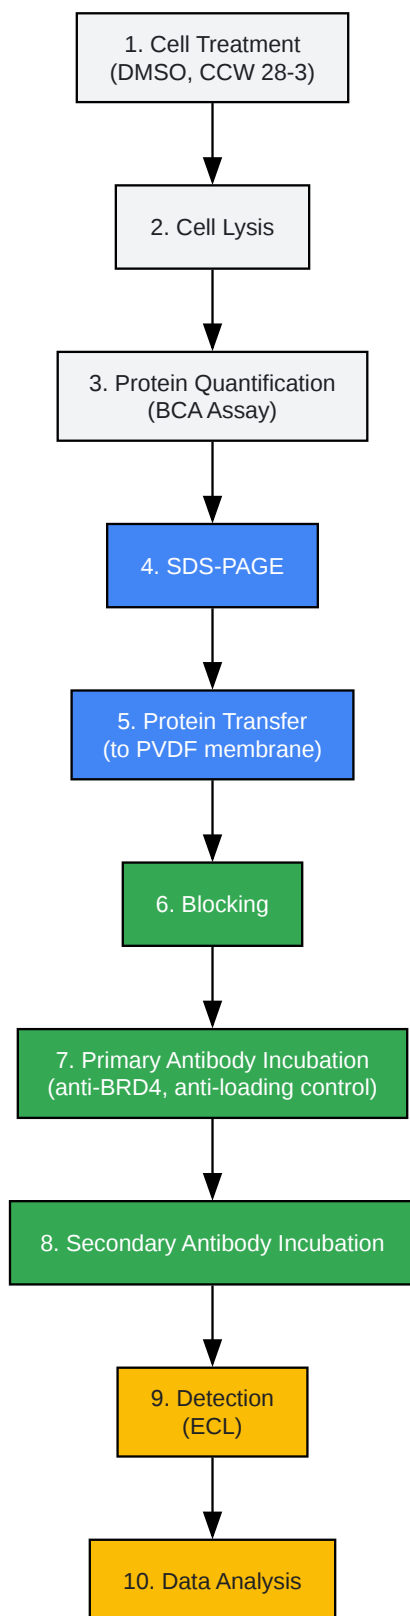 1. Cell Treatment
(DMSO, CCW 28-3)
2. Cell Lysis
3. Protein Quantification
(BCA Assay)
4. SDS-PAGE
5. Protein Transfer
(to PVDF membrane)
6. Blocking
7. Primary Antibody Incubation
(anti-BRD4, anti-loading control)
8. Secondary Antibody Incubation
9. Detection
(ECL)
10. Data Analysis